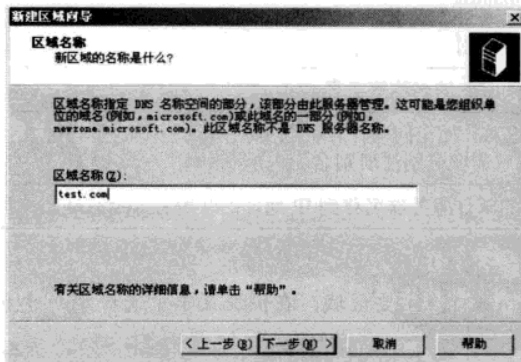 新建区域向导
区域名称
新区域的名称是什么?
区域名称指定 DNS 名称空间的部分，该部分由此服务器管理。这可能是您组织单
位的域名(例如，microsoft.com)或此域名的一部分(例如，
newzone.microsoft.com)。此区域名称不是 DNS 服务器名称。
区域名称(Z):
test.com
有关区域名称的详细信息，请单击“帮助”。
< 上一步(B) 下一步(N) > 取消 帮助